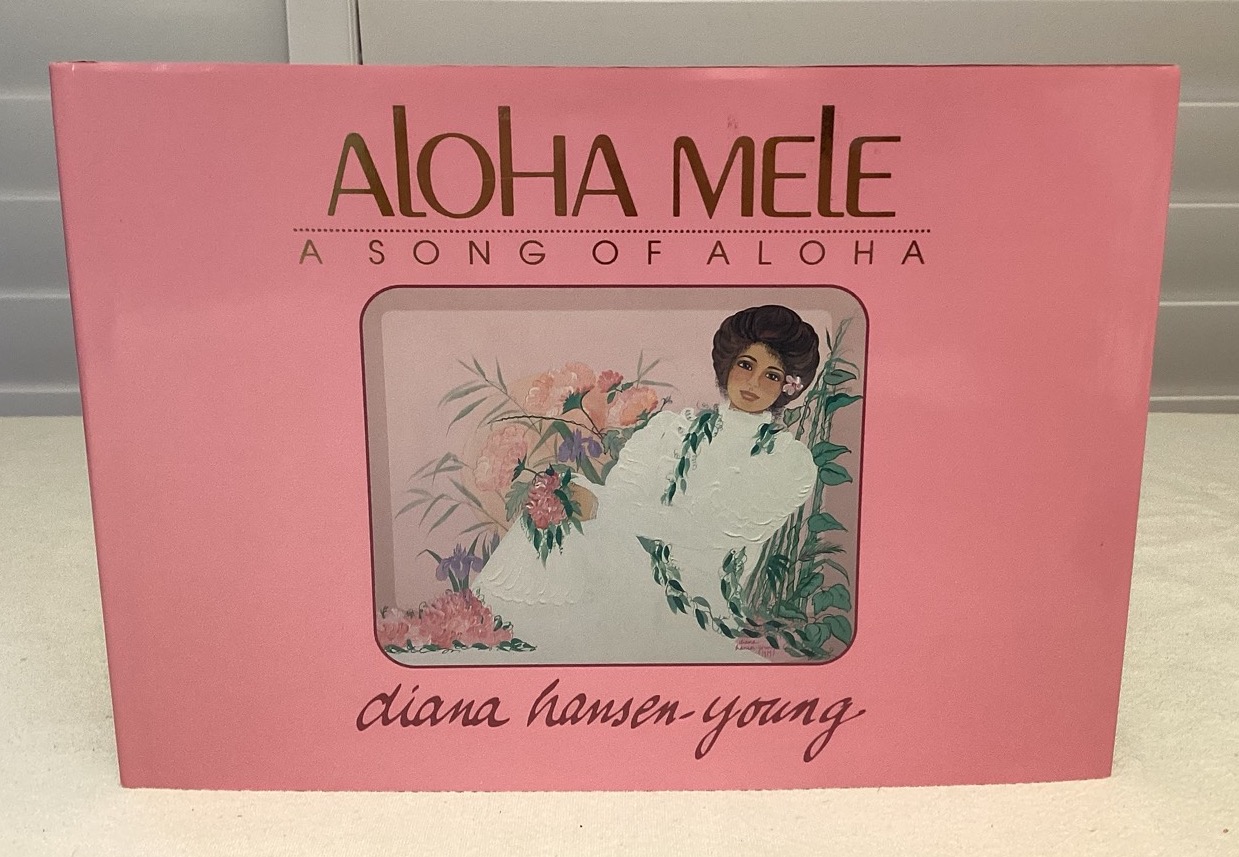 ALOHA MELE
A SONG OF ALOHA
diana hansen-young